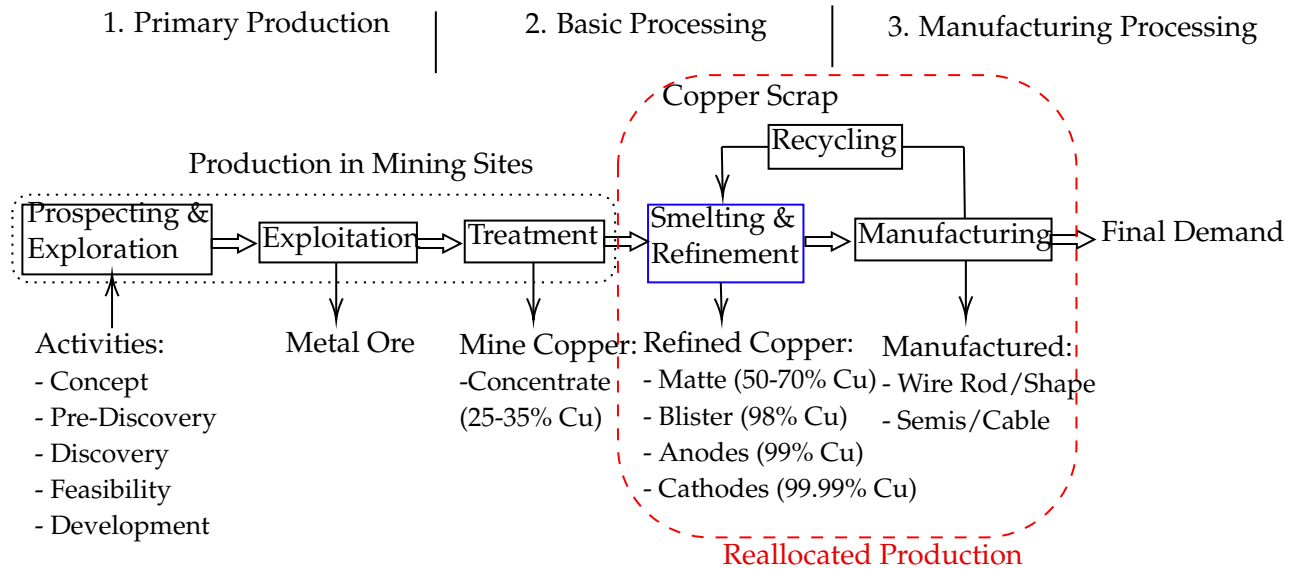 1. Primary Production
2. Basic Processing
3. Manufacturing Processing
Copper Scrap
Recycling
Production in Mining Sites
Prospecting &
Exploration
Exploitation
Treatment
Smelting &
Refinement
Manufacturing
Final Demand
Activities:
- Concept
- Pre-Discovery
- Discovery
- Feasibility
- Development
Metal Ore
Mine Copper:
-Concentrate
(25-35% Cu)
Refined Copper:
- Matte (50-70% Cu)
- Blister (98% Cu)
- Anodes (99% Cu)
- Cathodes (99.99% Cu)
Manufactured:
- Wire Rod/Shape
- Semis/Cable
Reallocated Production